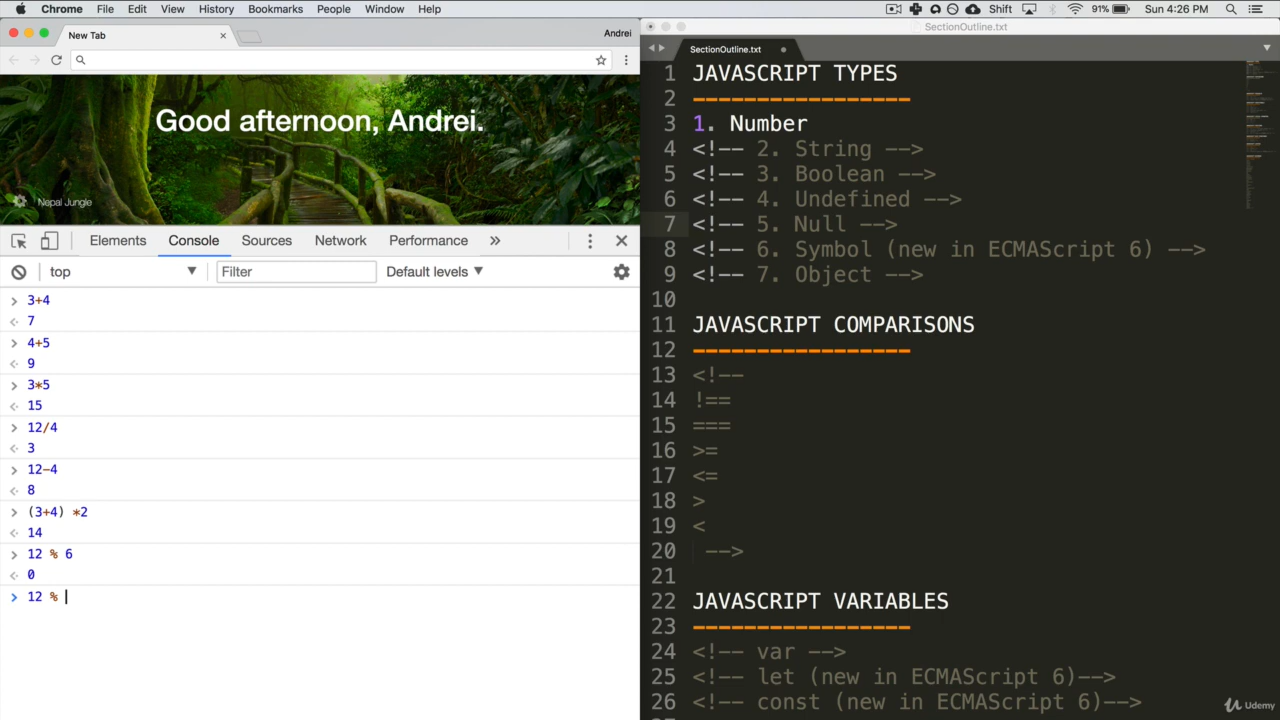 Chrome File Edit View History Bookmarks People Window Help
Shift 91% Sun 4:26 PM
New Tab
Andrei
Good afternoon, Andrei.
Nepal Jungle
Elements Console Sources Network Performance »
top Filter Default levels
> 3+4
7
> 4+5
9
> 3*5
15
> 12/4
3
> 12-4
8
> (3+4) *2
14
> 12 % 6
0
> 12 %
SectionOutline.txt
SectionOutline.txt
1 JAVASCRIPT TYPES
2 -----------------
3 1. Number
4 <!-- 2. String -->
5 <!-- 3. Boolean -->
6 <!-- 4. Undefined -->
7 <!-- 5. Null -->
8 <!-- 6. Symbol (new in ECMAScript 6) -->
9 <!-- 7. Object -->
10
11 JAVASCRIPT COMPARISONS
12 -----------------
13 <!--
14 !==
15 ===
16 >=
17 <=
18 >
19 <
20 -->
21
22 JAVASCRIPT VARIABLES
23 -----------------
24 <!-- var -->
25 <!-- let (new in ECMAScript 6)-->
26 <!-- const (new in ECMAScript 6)-->
Udemy